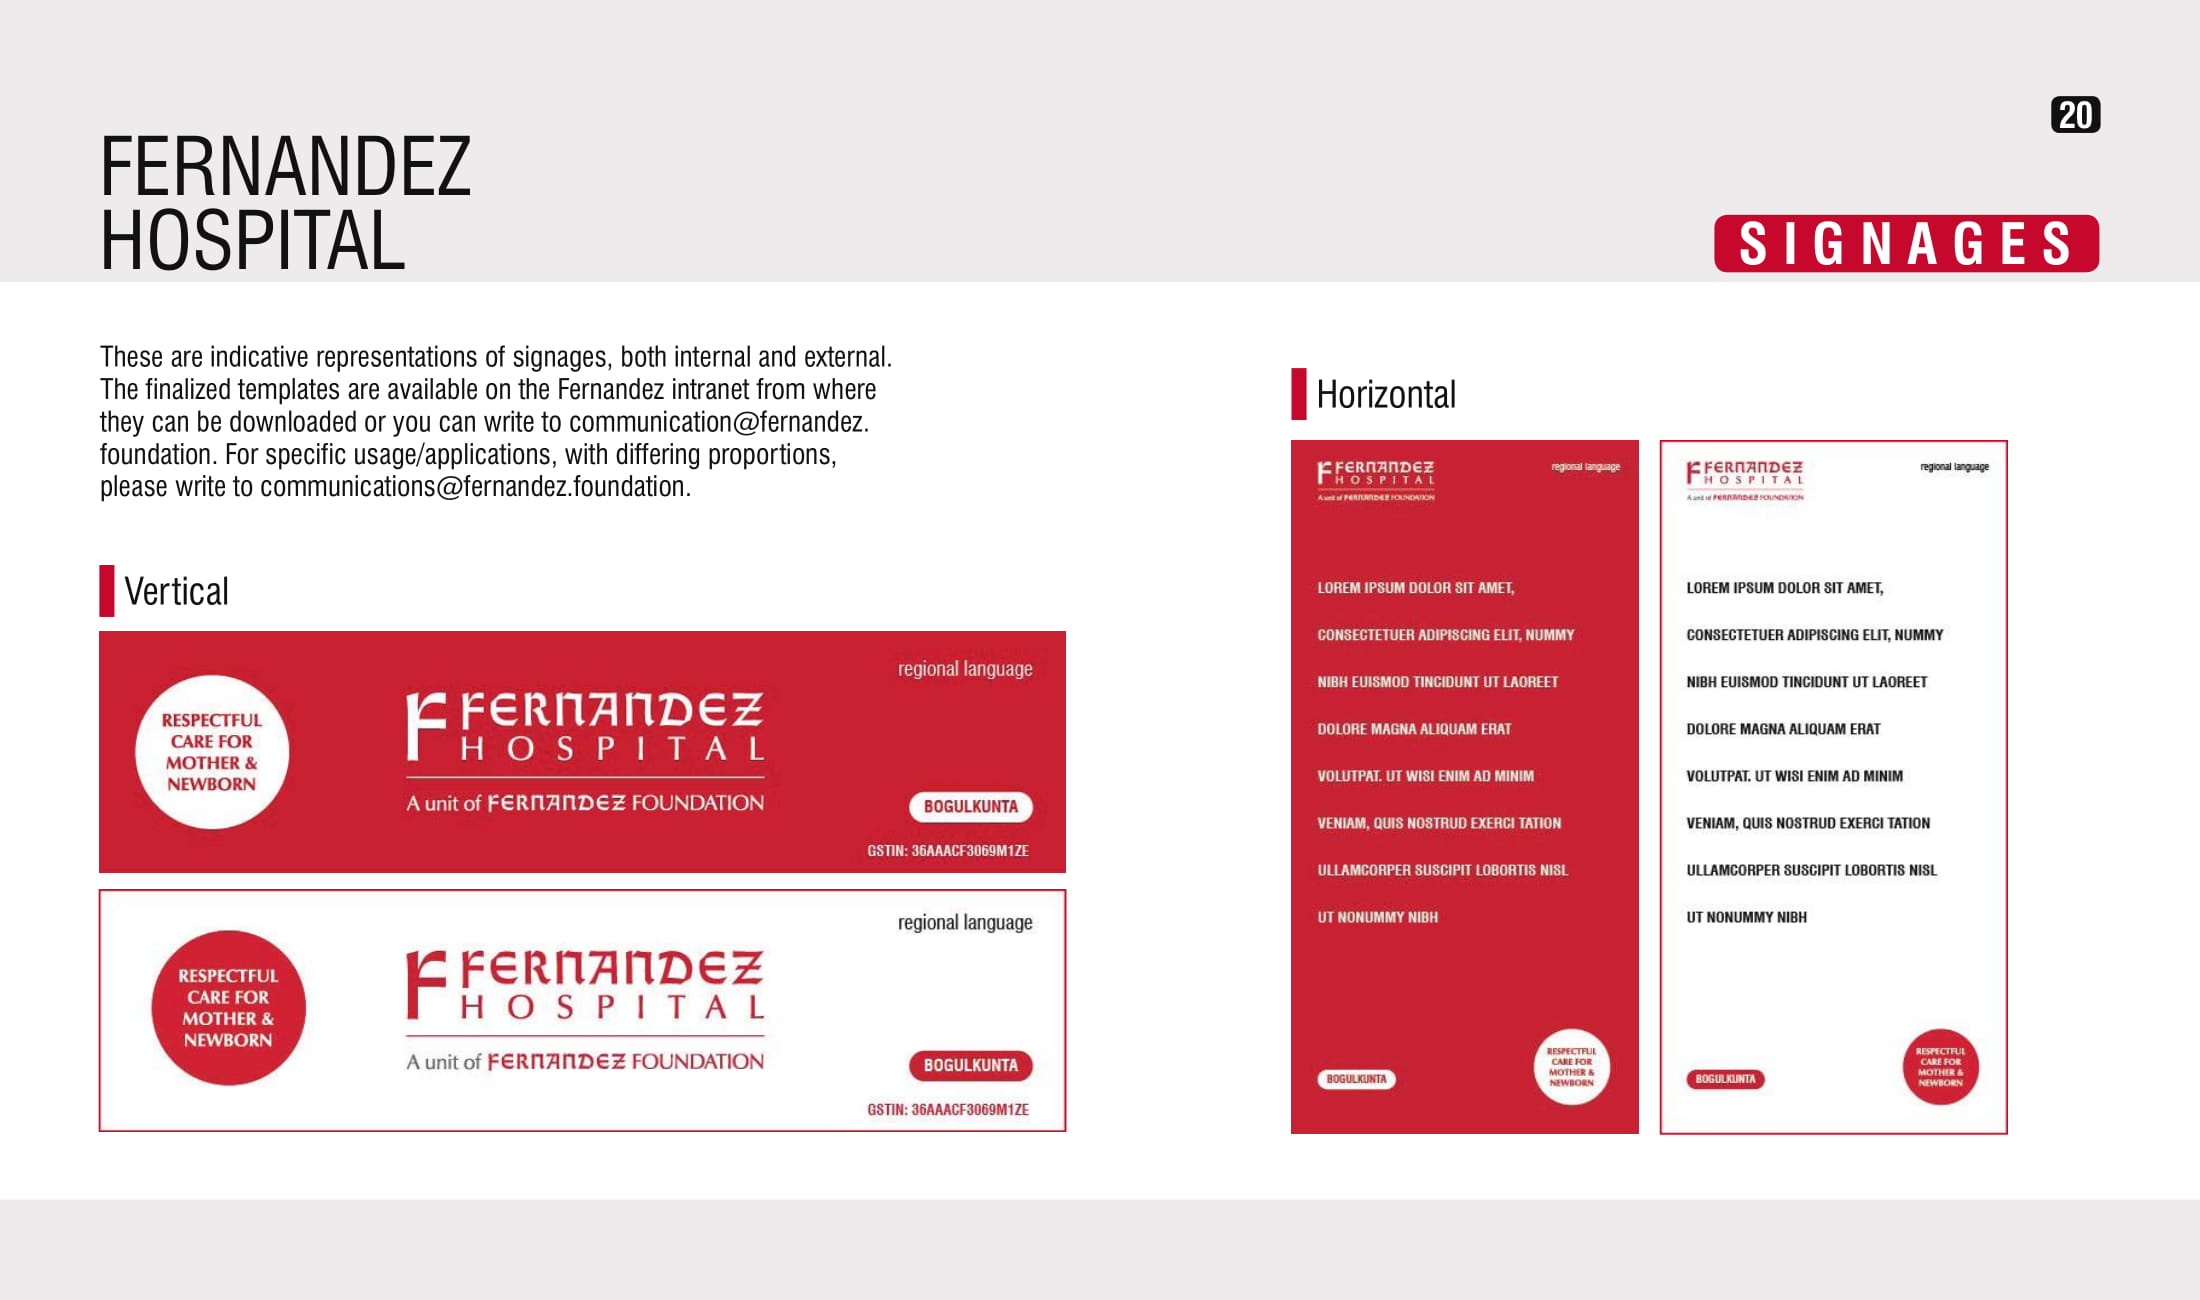 20
FERNANDEZ
HOSPITAL
SIGNAGES
These are indicative representations of signages, both internal and external.
The finalized templates are available on the Fernandez intranet from where
they can be downloaded or you can write to communication@fernandez.
foundation. For specific usage/applications, with differing proportions,
please write to communications@fernandez.foundation.
Vertical
regional language
RESPECTFUL
CARE FOR
MOTHER &
NEWBORN
F FERNANDEZ
HOSPITAL
A unit of FERNANDEZ FOUNDATION
BOGULKUNTA
GSTIN: 36AAACF3069M1ZE
regional language
RESPECTFUL
CARE FOR
MOTHER &
NEWBORN
F FERNANDEZ
HOSPITAL
A unit of FERNANDEZ FOUNDATION
BOGULKUNTA
GSTIN: 36AAACF3069M1ZE
Horizontal
F FERNANDEZ
HOSPITAL
A unit of FERNANDEZ FOUNDATION
regional language
LOREM IPSUM DOLOR SIT AMET,
CONSECTETUER ADIPISCING ELIT, NUMMY
NIBH EUISMOD TINCIDUNT UT LAOREET
DOLORE MAGNA ALIQUAM ERAT
VOLUTPAT. UT WISI ENIM AD MINIM
VENIAM, QUIS NOSTRUD EXERCI TATION
ULLAMCORPER SUSCIPIT LOBORTIS NISL
UT NONUMMY NIBH
BOGULKUNTA
RESPECTFUL
CARE FOR
MOTHER &
NEWBORN
F FERNANDEZ
HOSPITAL
A unit of FERNANDEZ FOUNDATION
regional language
LOREM IPSUM DOLOR SIT AMET,
CONSECTETUER ADIPISCING ELIT, NUMMY
NIBH EUISMOD TINCIDUNT UT LAOREET
DOLORE MAGNA ALIQUAM ERAT
VOLUTPAT. UT WISI ENIM AD MINIM
VENIAM, QUIS NOSTRUD EXERCI TATION
ULLAMCORPER SUSCIPIT LOBORTIS NISL
UT NONUMMY NIBH
BOGULKUNTA
RESPECTFUL
CARE FOR
MOTHER &
NEWBORN